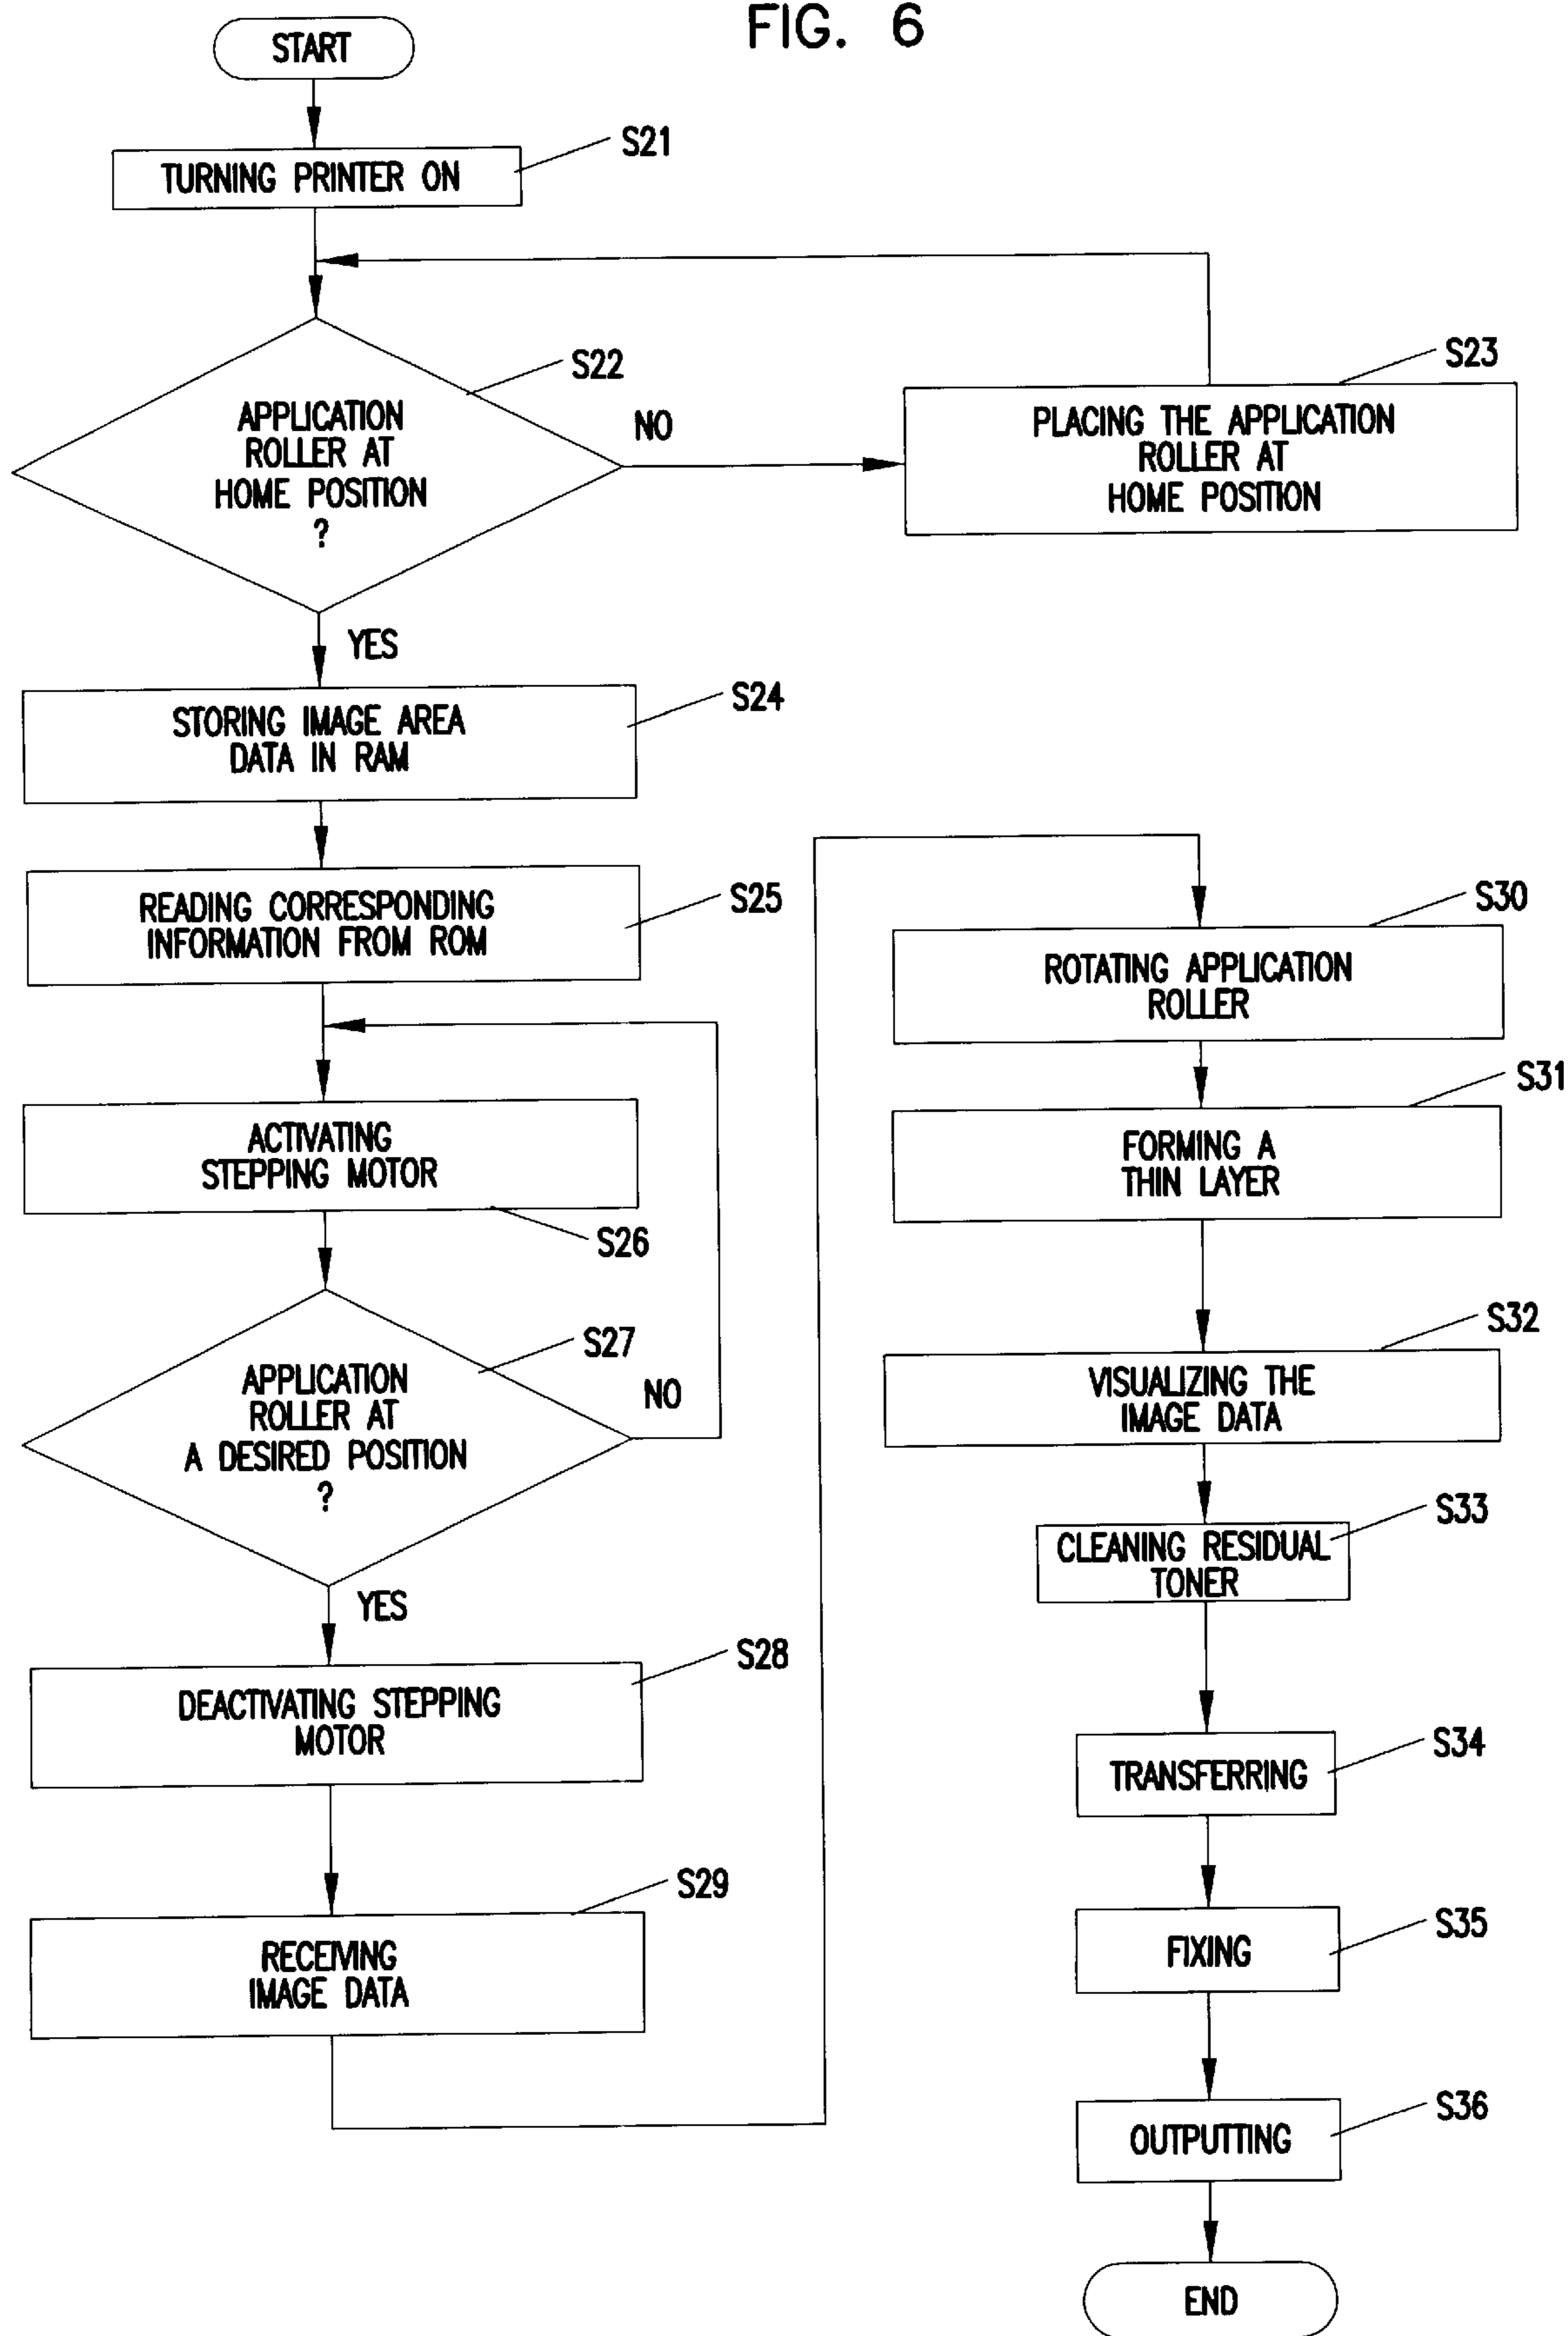 FIG. 6
START
S21
TURNING PRINTER ON
S22
APPLICATION
ROLLER AT
HOME POSITION
?
NO
S23
PLACING THE APPLICATION
ROLLER AT
HOME POSITION
YES
S24
STORING IMAGE AREA
DATA IN RAM
S25
READING CORRESPONDING
INFORMATION FROM ROM
ACTIVATING
STEPPING MOTOR
S26
S27
APPLICATION
ROLLER AT
A DESIRED POSITION
?
NO
YES
S28
DEACTIVATING STEPPING
MOTOR
S29
RECEIVING
IMAGE DATA
S30
ROTATING APPLICATION
ROLLER
S31
FORMING A
THIN LAYER
S32
VISUALIZING THE
IMAGE DATA
S33
CLEANING RESIDUAL
TONER
S34
TRANSFERRING
S35
FIXING
S36
OUTPUTTING
END